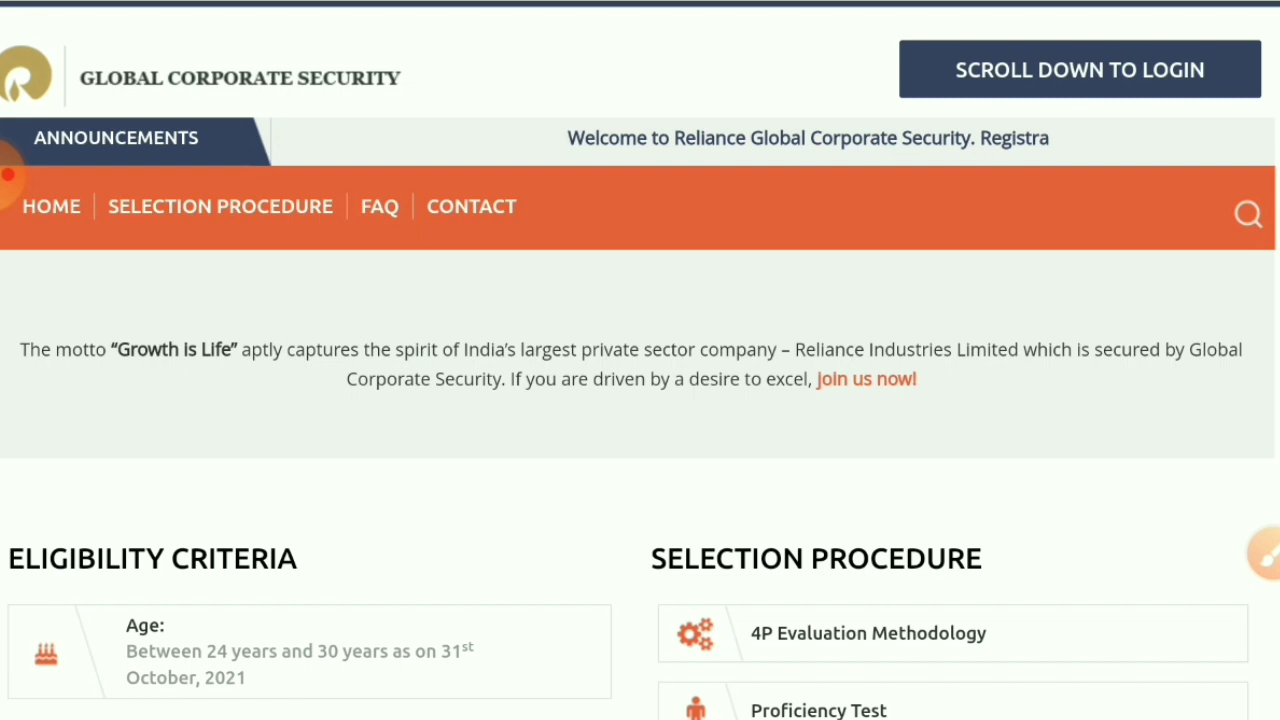 GLOBAL CORPORATE SECURITY
SCROLL DOWN TO LOGIN
ANNOUNCEMENTS
Welcome to Reliance Global Corporate Security. Registra
HOME
SELECTION PROCEDURE
FAQ
CONTACT
The motto “Growth is Life” aptly captures the spirit of India’s largest private sector company – Reliance Industries Limited which is secured by Global
Corporate Security. If you are driven by a desire to excel, join us now!
ELIGIBILITY CRITERIA
Age:
Between 24 years and 30 years as on 31st
October, 2021
SELECTION PROCEDURE
4P Evaluation Methodology
Proficiency Test